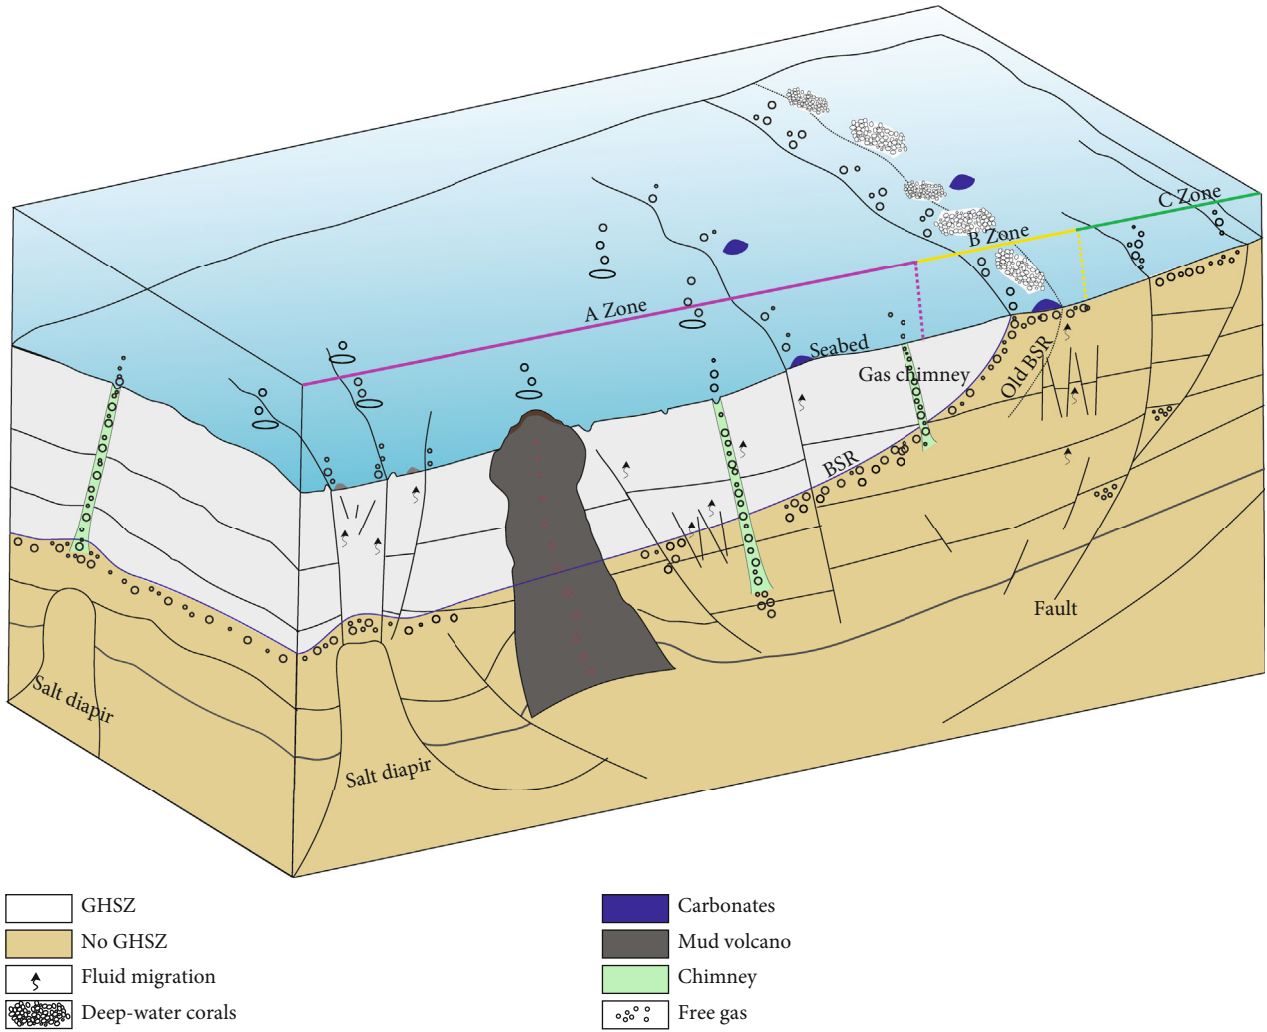 C Zone
B Zone
A Zone
Seabed
Gas chimney
Old BSR
BSR
Fault
Salt diapir
Salt diapir
GHSZ
No GHSZ
Fluid migration
Deep-water corals
Carbonates
Mud volcano
Chimney
Free gas